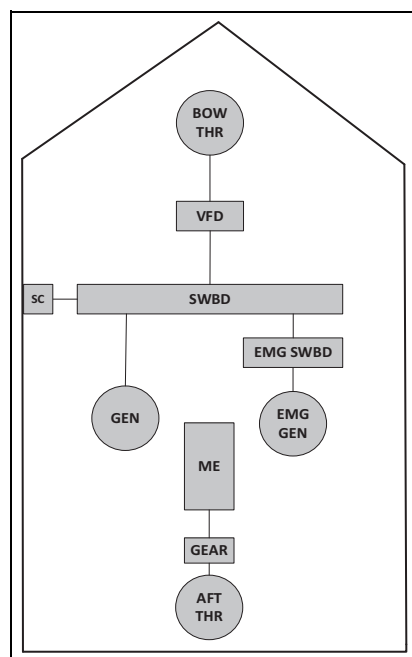 BOW
THR
VFD
SC
SWBD
EMG SWBD
GEN
EMG
GEN
ME
GEAR
AFT
THR